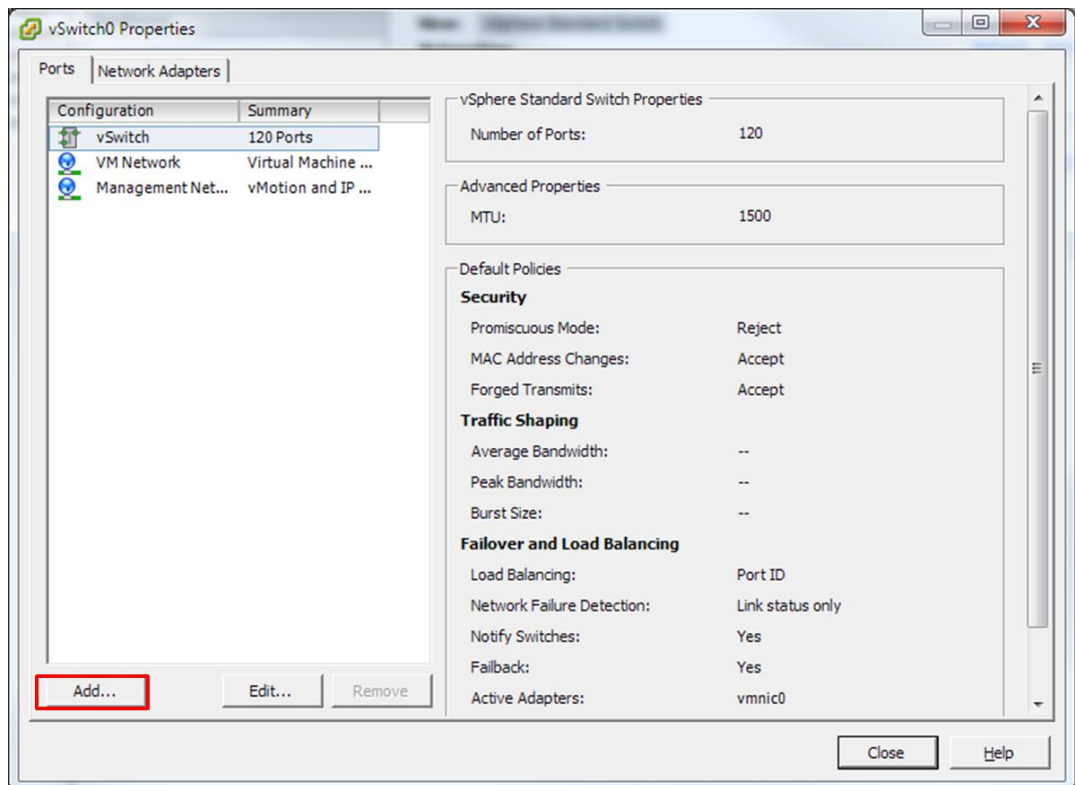 vSwitch0 Properties
Ports
Network Adapters
Configuration Summary
vSwitch 120 Ports
VM Network Virtual Machine ...
Management Net... vMotion and IP ...
Add...
Edit...
Remove
vSphere Standard Switch Properties
Number of Ports: 120
Advanced Properties
MTU: 1500
Default Policies
Security
Promiscuous Mode: Reject
MAC Address Changes: Accept
Forged Transmits: Accept
Traffic Shaping
Average Bandwidth: --
Peak Bandwidth: --
Burst Size: --
Failover and Load Balancing
Load Balancing: Port ID
Network Failure Detection: Link status only
Notify Switches: Yes
Failback: Yes
Active Adapters: vmnic0
Close
Help